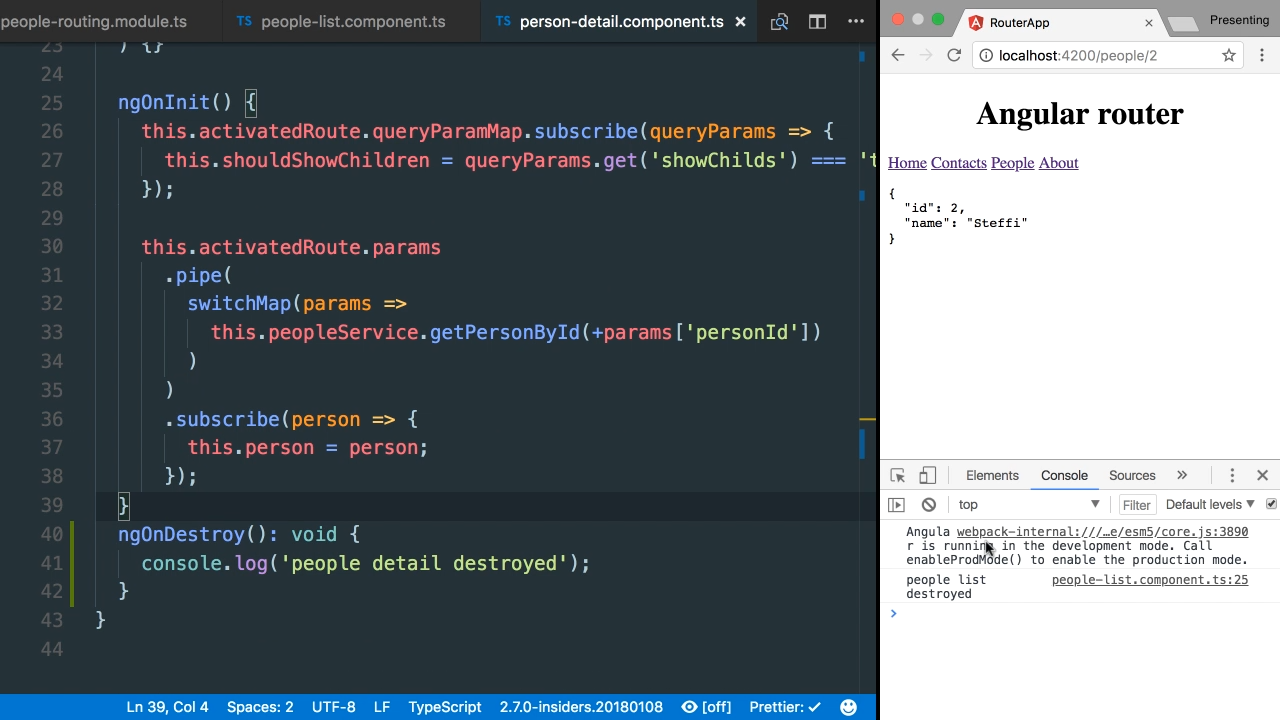 people-routing.module.ts
TS people-list.component.ts
TS person-detail.component.ts
23 ) {}
24
25 ngOnInit() {
26 this.activatedRoute.queryParamMap.subscribe(queryParams => {
27 this.shouldShowChildren = queryParams.get('showChilds') === 't
28 });
29
30 this.activatedRoute.params
31 .pipe(
32 switchMap(params =>
33 this.peopleService.getPersonById(+params['personId'])
34 )
35 )
36 .subscribe(person => {
37 this.person = person;
38 });
39 }
40 ngOnDestroy(): void {
41 console.log('people detail destroyed');
42 }
43 }
44
Ln 39, Col 4 Spaces: 2 UTF-8 LF TypeScript 2.7.0-insiders.20180108 [off] Prettier: ✓
RouterApp
Presenting
localhost:4200/people/2
Angular router
Home Contacts People About
{
"id": 2,
"name": "Steffi"
}
Elements Console Sources »
top Filter Default levels
Angula webpack-internal:///…e/esm5/core.js:3890
r is running in the development mode. Call
enableProdMode() to enable the production mode.
people list people-list.component.ts:25
destroyed